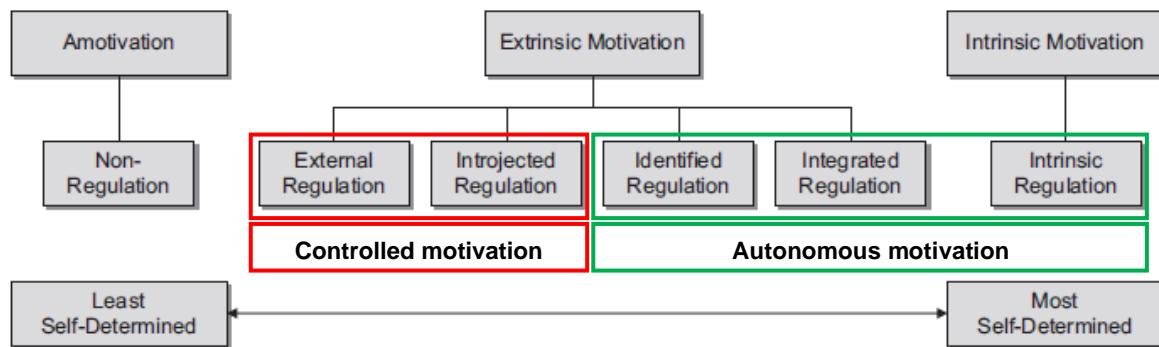 Amotivation
Extrinsic Motivation
Intrinsic Motivation
Non-
Regulation
External
Regulation
Introjected
Regulation
Identified
Regulation
Integrated
Regulation
Intrinsic
Regulation
Controlled motivation
Autonomous motivation
Least
Self-Determined
Most
Self-Determined